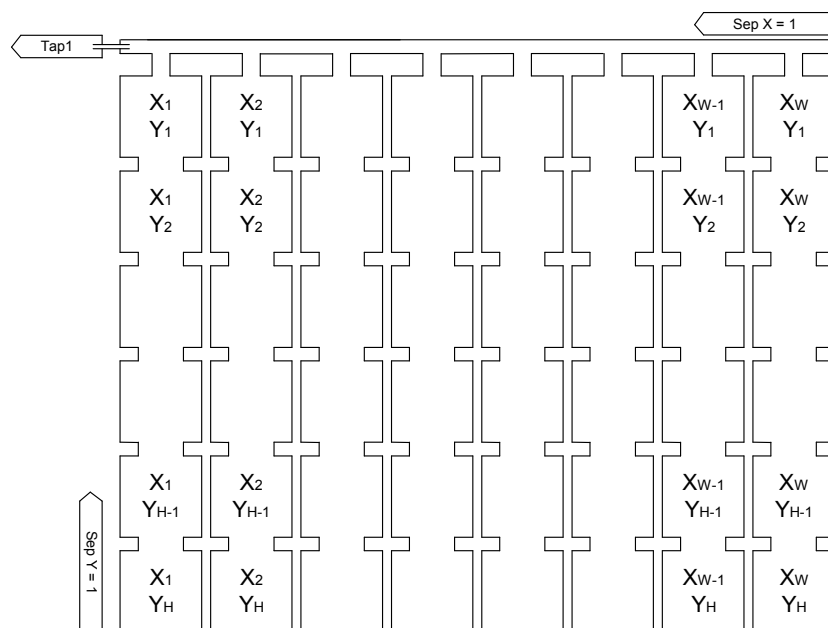 Sep X = 1
Tap1
X1 X2 XW-1 XW
Y1 Y1 Y1 Y1
X1 X2 XW-1 XW
Y2 Y2 Y2 Y2
X1 X2 XW-1 XW
YH-1 YH-1 YH-1 YH-1
Sep Y = 1
X1 X2 XW-1 XW
YH YH YH YH